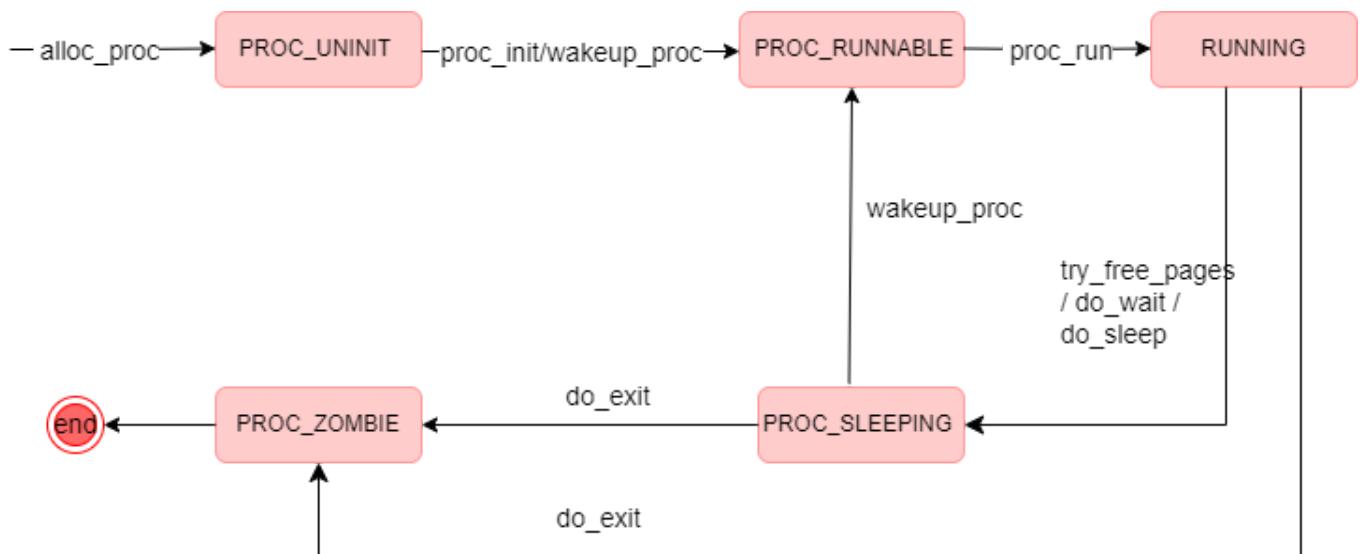 alloc_proc
PROC_UNINIT
proc_init/wakeup_proc
PROC_RUNNABLE
proc_run
RUNNING
wakeup_proc
try_free_pages
/ do_wait /
do_sleep
end
PROC_ZOMBIE
do_exit
PROC_SLEEPING
do_exit